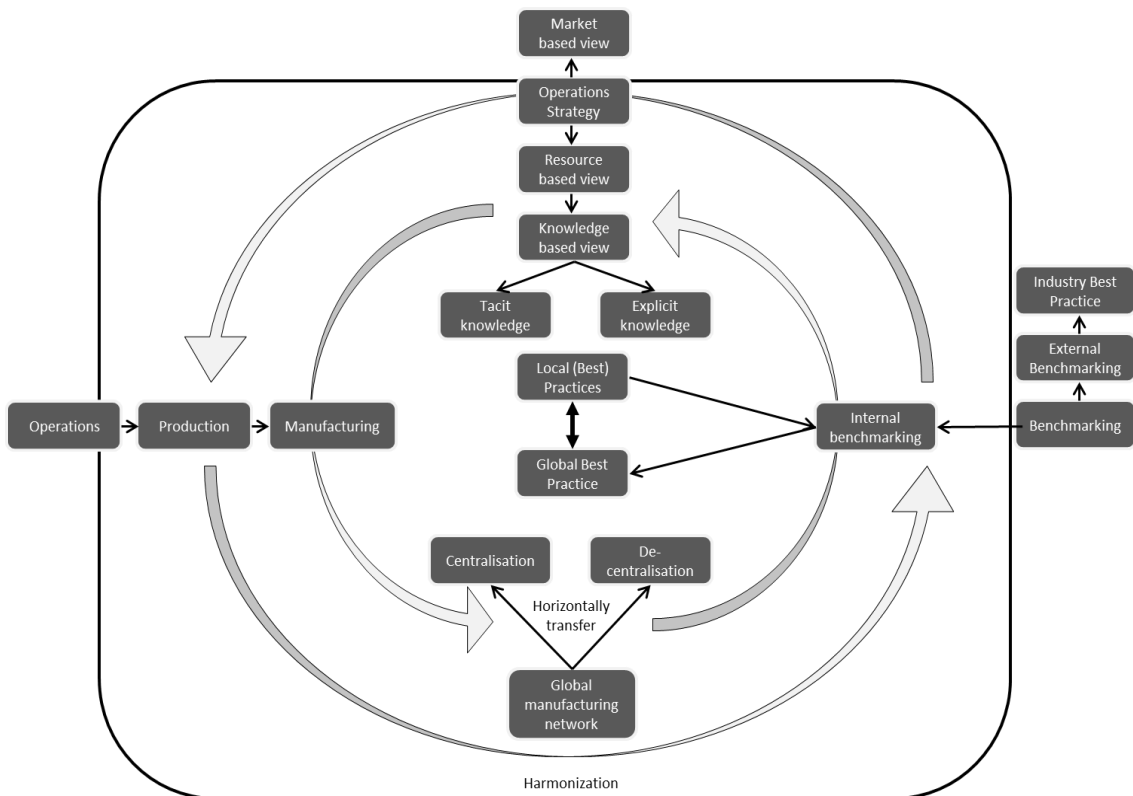 Market
based view
Operations
Strategy
Resource
based view
Knowledge
based view
Tacit
knowledge
Explicit
knowledge
Industry Best
Practice
External
Benchmarking
Local (Best)
Practices
Operations
Production
Manufacturing
Internal
benchmarking
Benchmarking
Global Best
Practice
Centralisation
De-
centralisation
Horizontally
transfer
Global
manufacturing
network
Harmonization